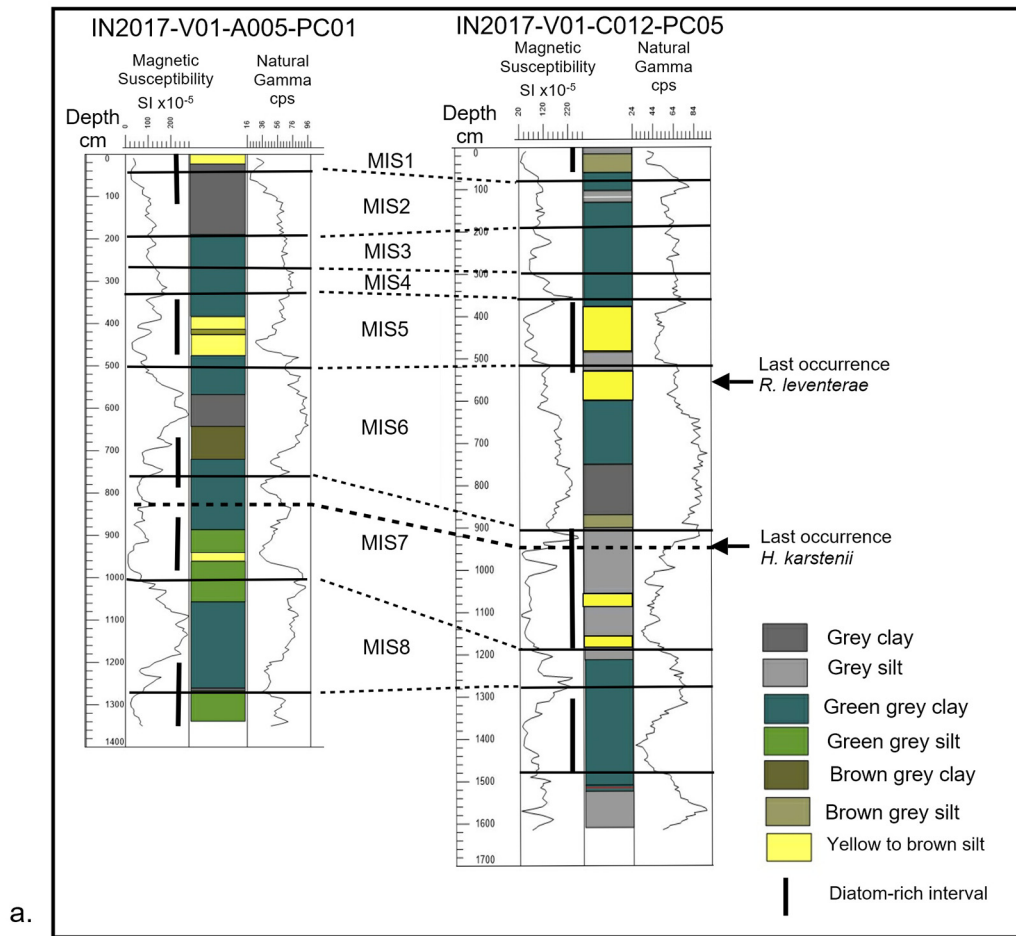 IN2017-V01-A005-PC01
Magnetic
Susceptibility
SI x10-5
Natural
Gamma
cps
Depth
cm
0
100
200
16
36
56
76
96
0
100
200
300
400
500
600
700
800
900
1000
1100
1200
1300
1400
MIS1
MIS2
MIS3
MIS4
MIS5
MIS6
MIS7
MIS8
IN2017-V01-C012-PC05
Magnetic
Susceptibility
SI x10-5
Natural
Gamma
cps
Depth
cm
20
120
220
24
44
64
84
0
100
200
300
400
500
600
700
800
900
1000
1100
1200
1300
1400
1500
1600
1700
Last occurrence
R. leventerae
Last occurrence
H. karstenii
Grey clay
Grey silt
Green grey clay
Green grey silt
Brown grey clay
Brown grey silt
Yellow to brown silt
Diatom-rich interval
a.